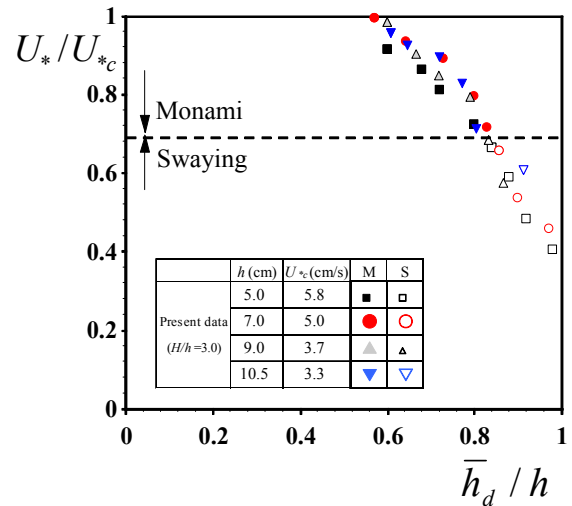 U*/U*c
1
0.8
0.6
0.4
0.2
0
Monami
Swaying
h (cm) U*c (cm/s) M S
5.0 5.8
7.0 5.0
9.0 3.7
10.5 3.3
Present data
(H/h=3.0)
0 0.2 0.4 0.6 0.8 1
h̅d / h